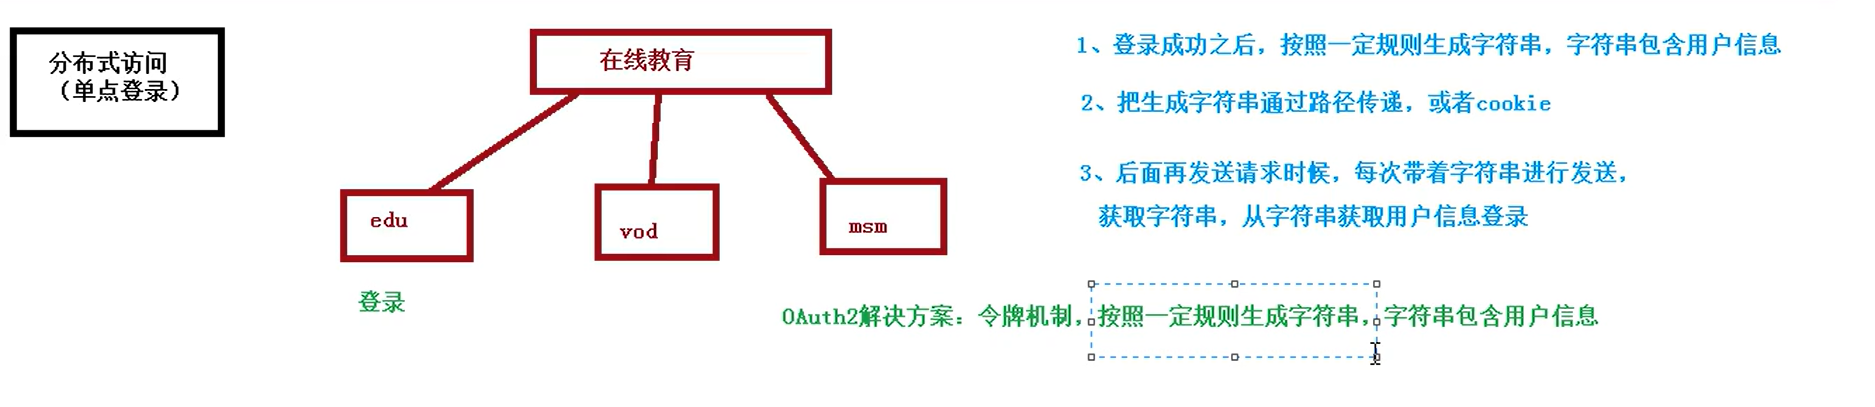 分布式访问
（单点登录）
在线教育
edu
vod
msm
登录
1、登录成功之后，按照一定规则生成字符串，字符串包含用户信息
2、把生成字符串通过路径传递，或者cookie
3、后面再发送请求时候，每次带着字符串进行发送，
获取字符串，从字符串获取用户信息登录
OAuth2解决方案：令牌机制，按照一定规则生成字符串，字符串包含用户信息